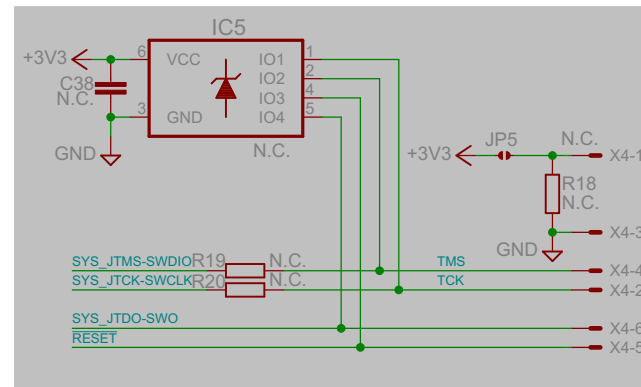 IC5
+3V3
6
VCC
IO1
1
IO2
2
C38
N.C.
IO3
4
3
GND
IO4
5
GND
N.C.
+3V3
JP5
N.C.
X4-1
R18
N.C.
X4-3
GND
SYS_JTMS-SWDIO
R19
N.C.
TMS
X4-4
SYS_JTCK-SWCLK
R20
N.C.
TCK
X4-2
SYS_JTDO-SWO
X4-6
RESET
X4-5